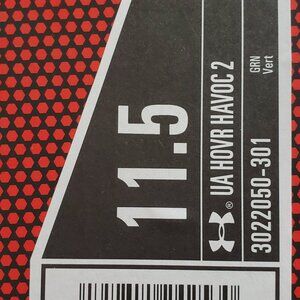 11.5
® UA HOVR HAVOC 2
3022050-301
GRN
Vert